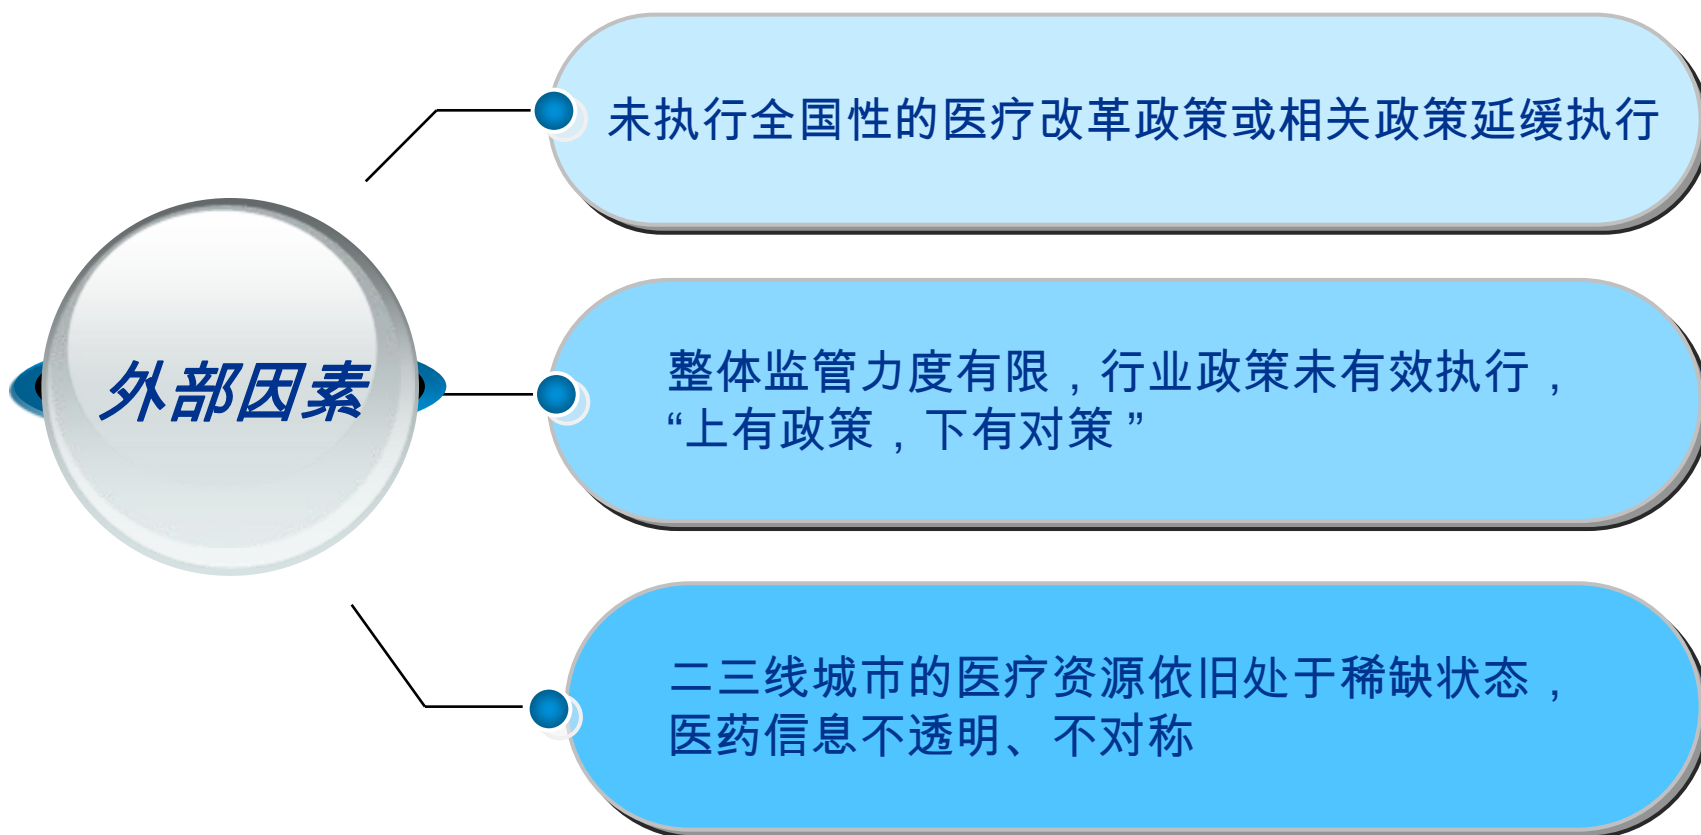 未执行全国性的医疗改革政策或相关政策延缓执行
外部因素
整体监管力度有限，行业政策未有效执行，
“上有政策，下有对策”
二三线城市的医疗资源依旧处于稀缺状态，
医药信息不透明、不对称